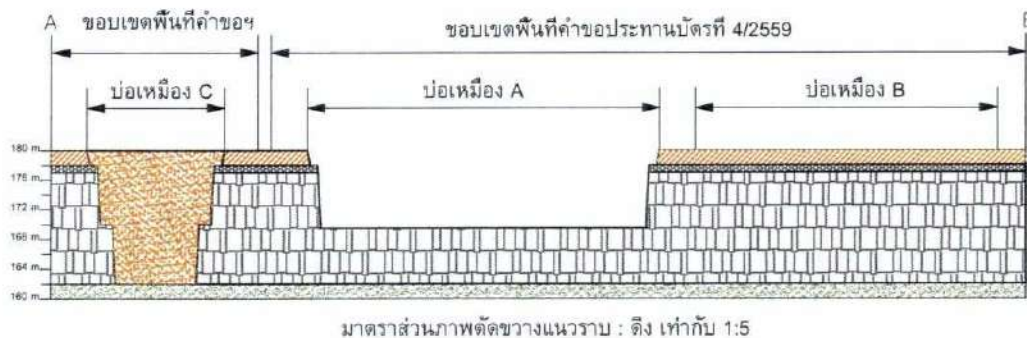 A
ขอบเขตพื้นที่คำขอฯ
ขอบเขตพื้นที่คำขอประทานบัตรที่ 4/2559
บ่อเหมือง C
บ่อเหมือง A
บ่อเหมือง B
180 m
176 m
172 m
168 m
164 m
160 m
มาตราส่วนภาพตัดขวางแนวราบ : ดิ่ง เท่ากับ 1:5